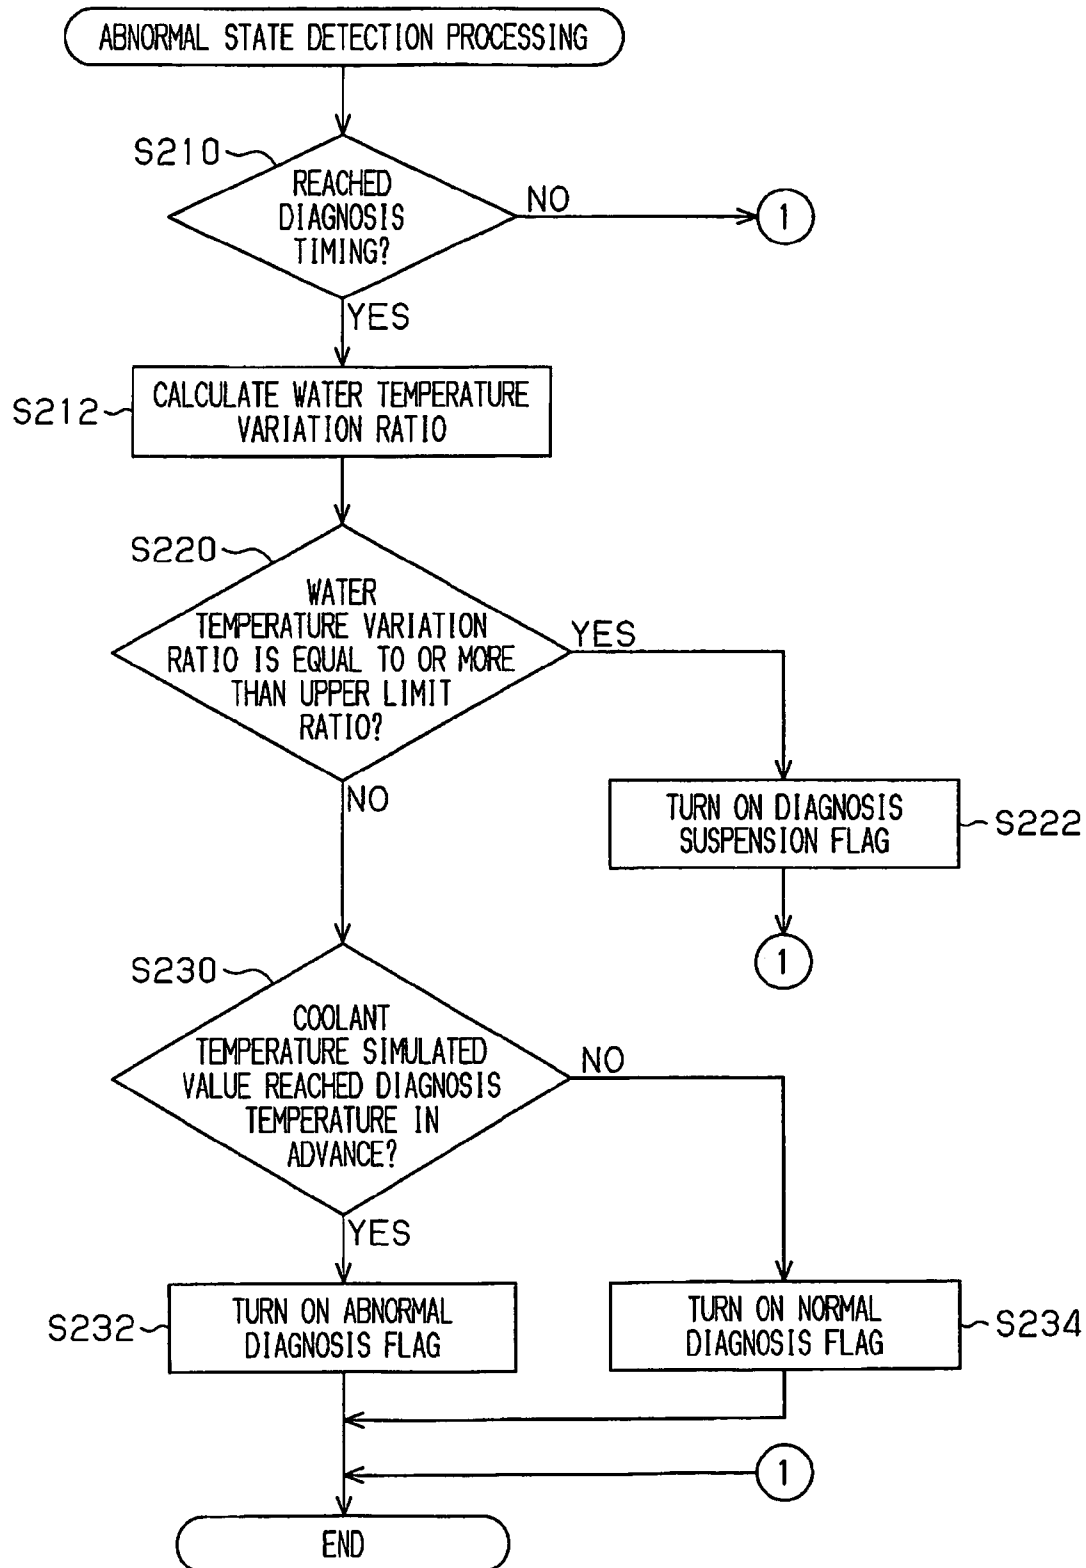 ABNORMAL STATE DETECTION PROCESSING
S210
REACHED
DIAGNOSIS
TIMING?
NO
1
YES
S212
CALCULATE WATER TEMPERATURE
VARIATION RATIO
S220
WATER
TEMPERATURE VARIATION
RATIO IS EQUAL TO OR MORE
THAN UPPER LIMIT
RATIO?
YES
NO
TURN ON DIAGNOSIS
SUSPENSION FLAG
S222
1
S230
COOLANT
TEMPERATURE SIMULATED
VALUE REACHED DIAGNOSIS
TEMPERATURE IN
ADVANCE?
NO
YES
S232
TURN ON ABNORMAL
DIAGNOSIS FLAG
TURN ON NORMAL
DIAGNOSIS FLAG
S234
1
END